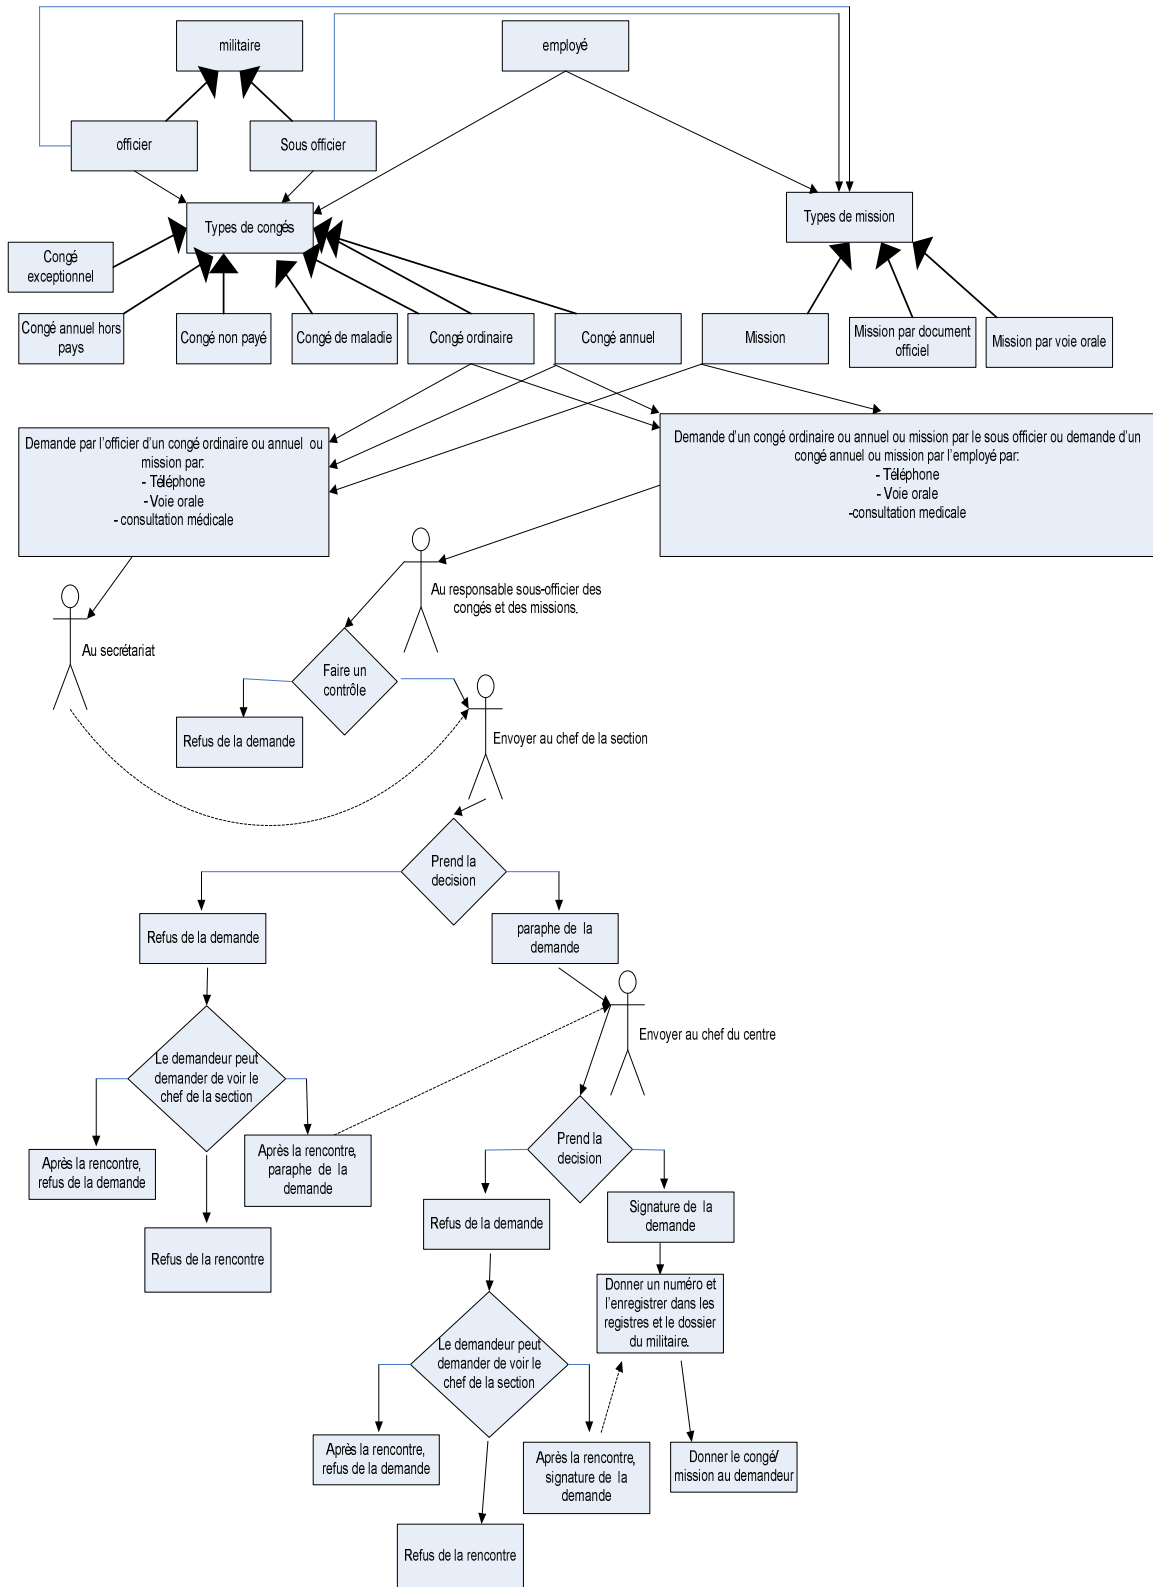 militaire
employé
officier
Sous officier
Types de congés
Types de mission
Congé
exceptionnel
Congé annuel hors
pays
Congé non payé
Congé de maladie
Congé ordinaire
Congé annuel
Mission
Mission par document
officiel
Mission par voie orale
Demande par l’officier d’un congé ordinaire ou annuel ou
mission par:
- Téléphone
- Voie orale
- consultation médicale
Demande d’un congé ordinaire ou annuel ou mission par le sous officier ou demande d’un
congé annuel ou mission par l’employé par:
- Téléphone
- Voie orale
-consultation medicale
Au responsable sous-officier des
congés et des missions.
Au secrétariat
Faire un
contrôle
Refus de la demande
Envoyer au chef de la section
Prend la
decision
Refus de la demande
paraphe de la
demande
Envoyer au chef du centre
Le demandeur peut
demander de voir le
chef de la section
Prend la
decision
Après la rencontre,
refus de la demande
Après la rencontre,
paraphe de la
demande
Refus de la rencontre
Refus de la demande
Signature de la
demande
Donner un numéro et
l’enregistrer dans les
registres et le dossier
du militaire.
Le demandeur peut
demander de voir le
chef de la section
Après la rencontre,
refus de la demande
Après la rencontre,
signature de la
demande
Donner le congé/
mission au demandeur
Refus de la rencontre